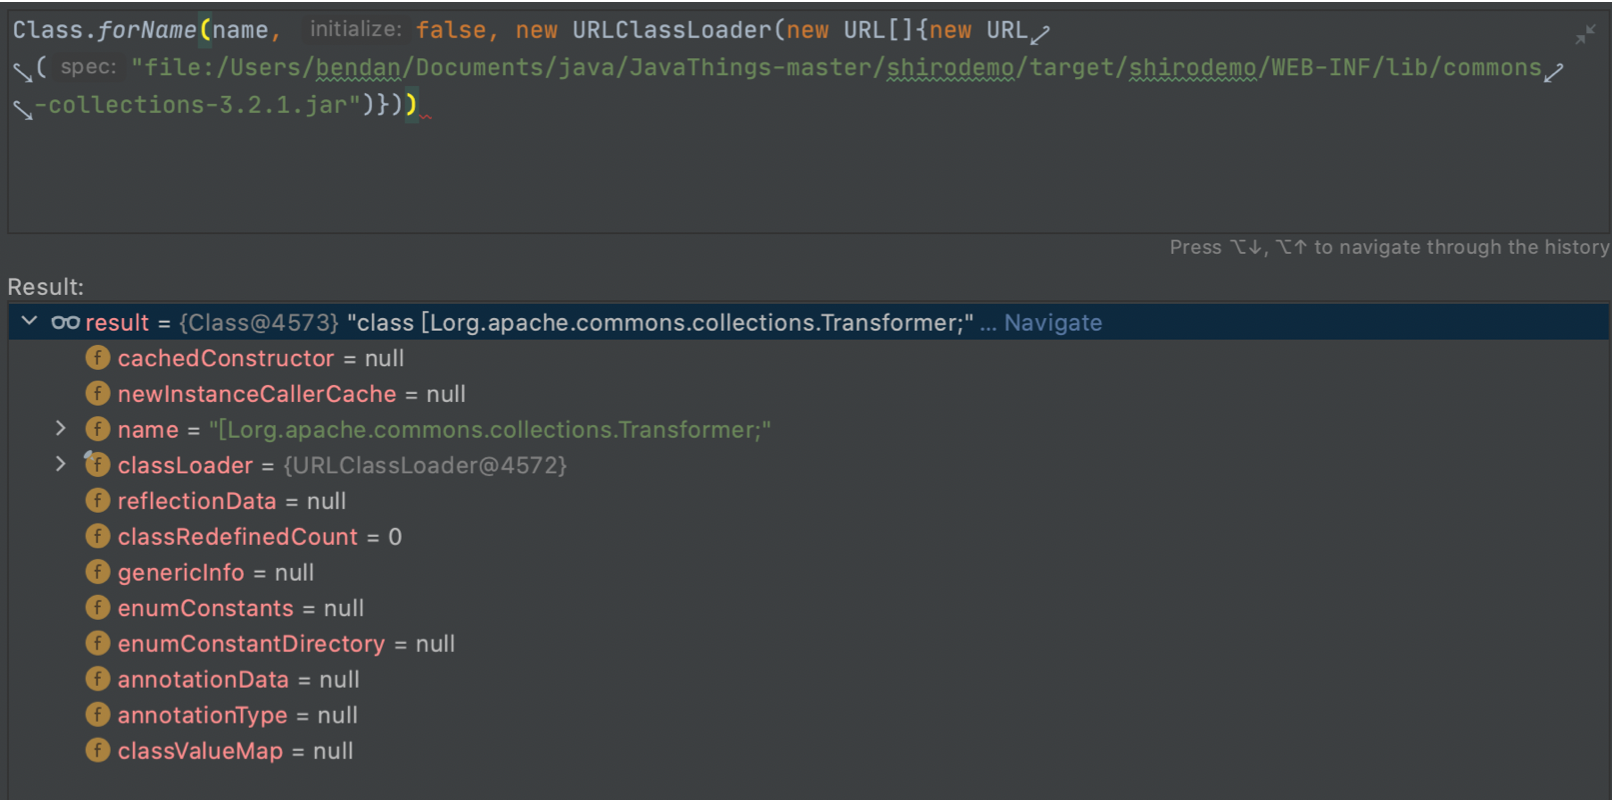 Class.forName(name, initialize: false, new URLClassLoader(new URL[]{new URL
( spec: "file:/Users/bendan/Documents/java/JavaThings-master/shirodemo/target/shirodemo/WEB-INF/lib/commons
-collections-3.2.1.jar")}))
Press ⌥↓, ⌥↑ to navigate through the history
Result:
result = {Class@4573} "class [Lorg.apache.commons.collections.Transformer;" ... Navigate
f cachedConstructor = null
f newInstanceCallerCache = null
f name = "[Lorg.apache.commons.collections.Transformer;"
f classLoader = {URLClassLoader@4572}
f reflectionData = null
f classRedefinedCount = 0
f genericInfo = null
f enumConstants = null
f enumConstantDirectory = null
f annotationData = null
f annotationType = null
f classValueMap = null